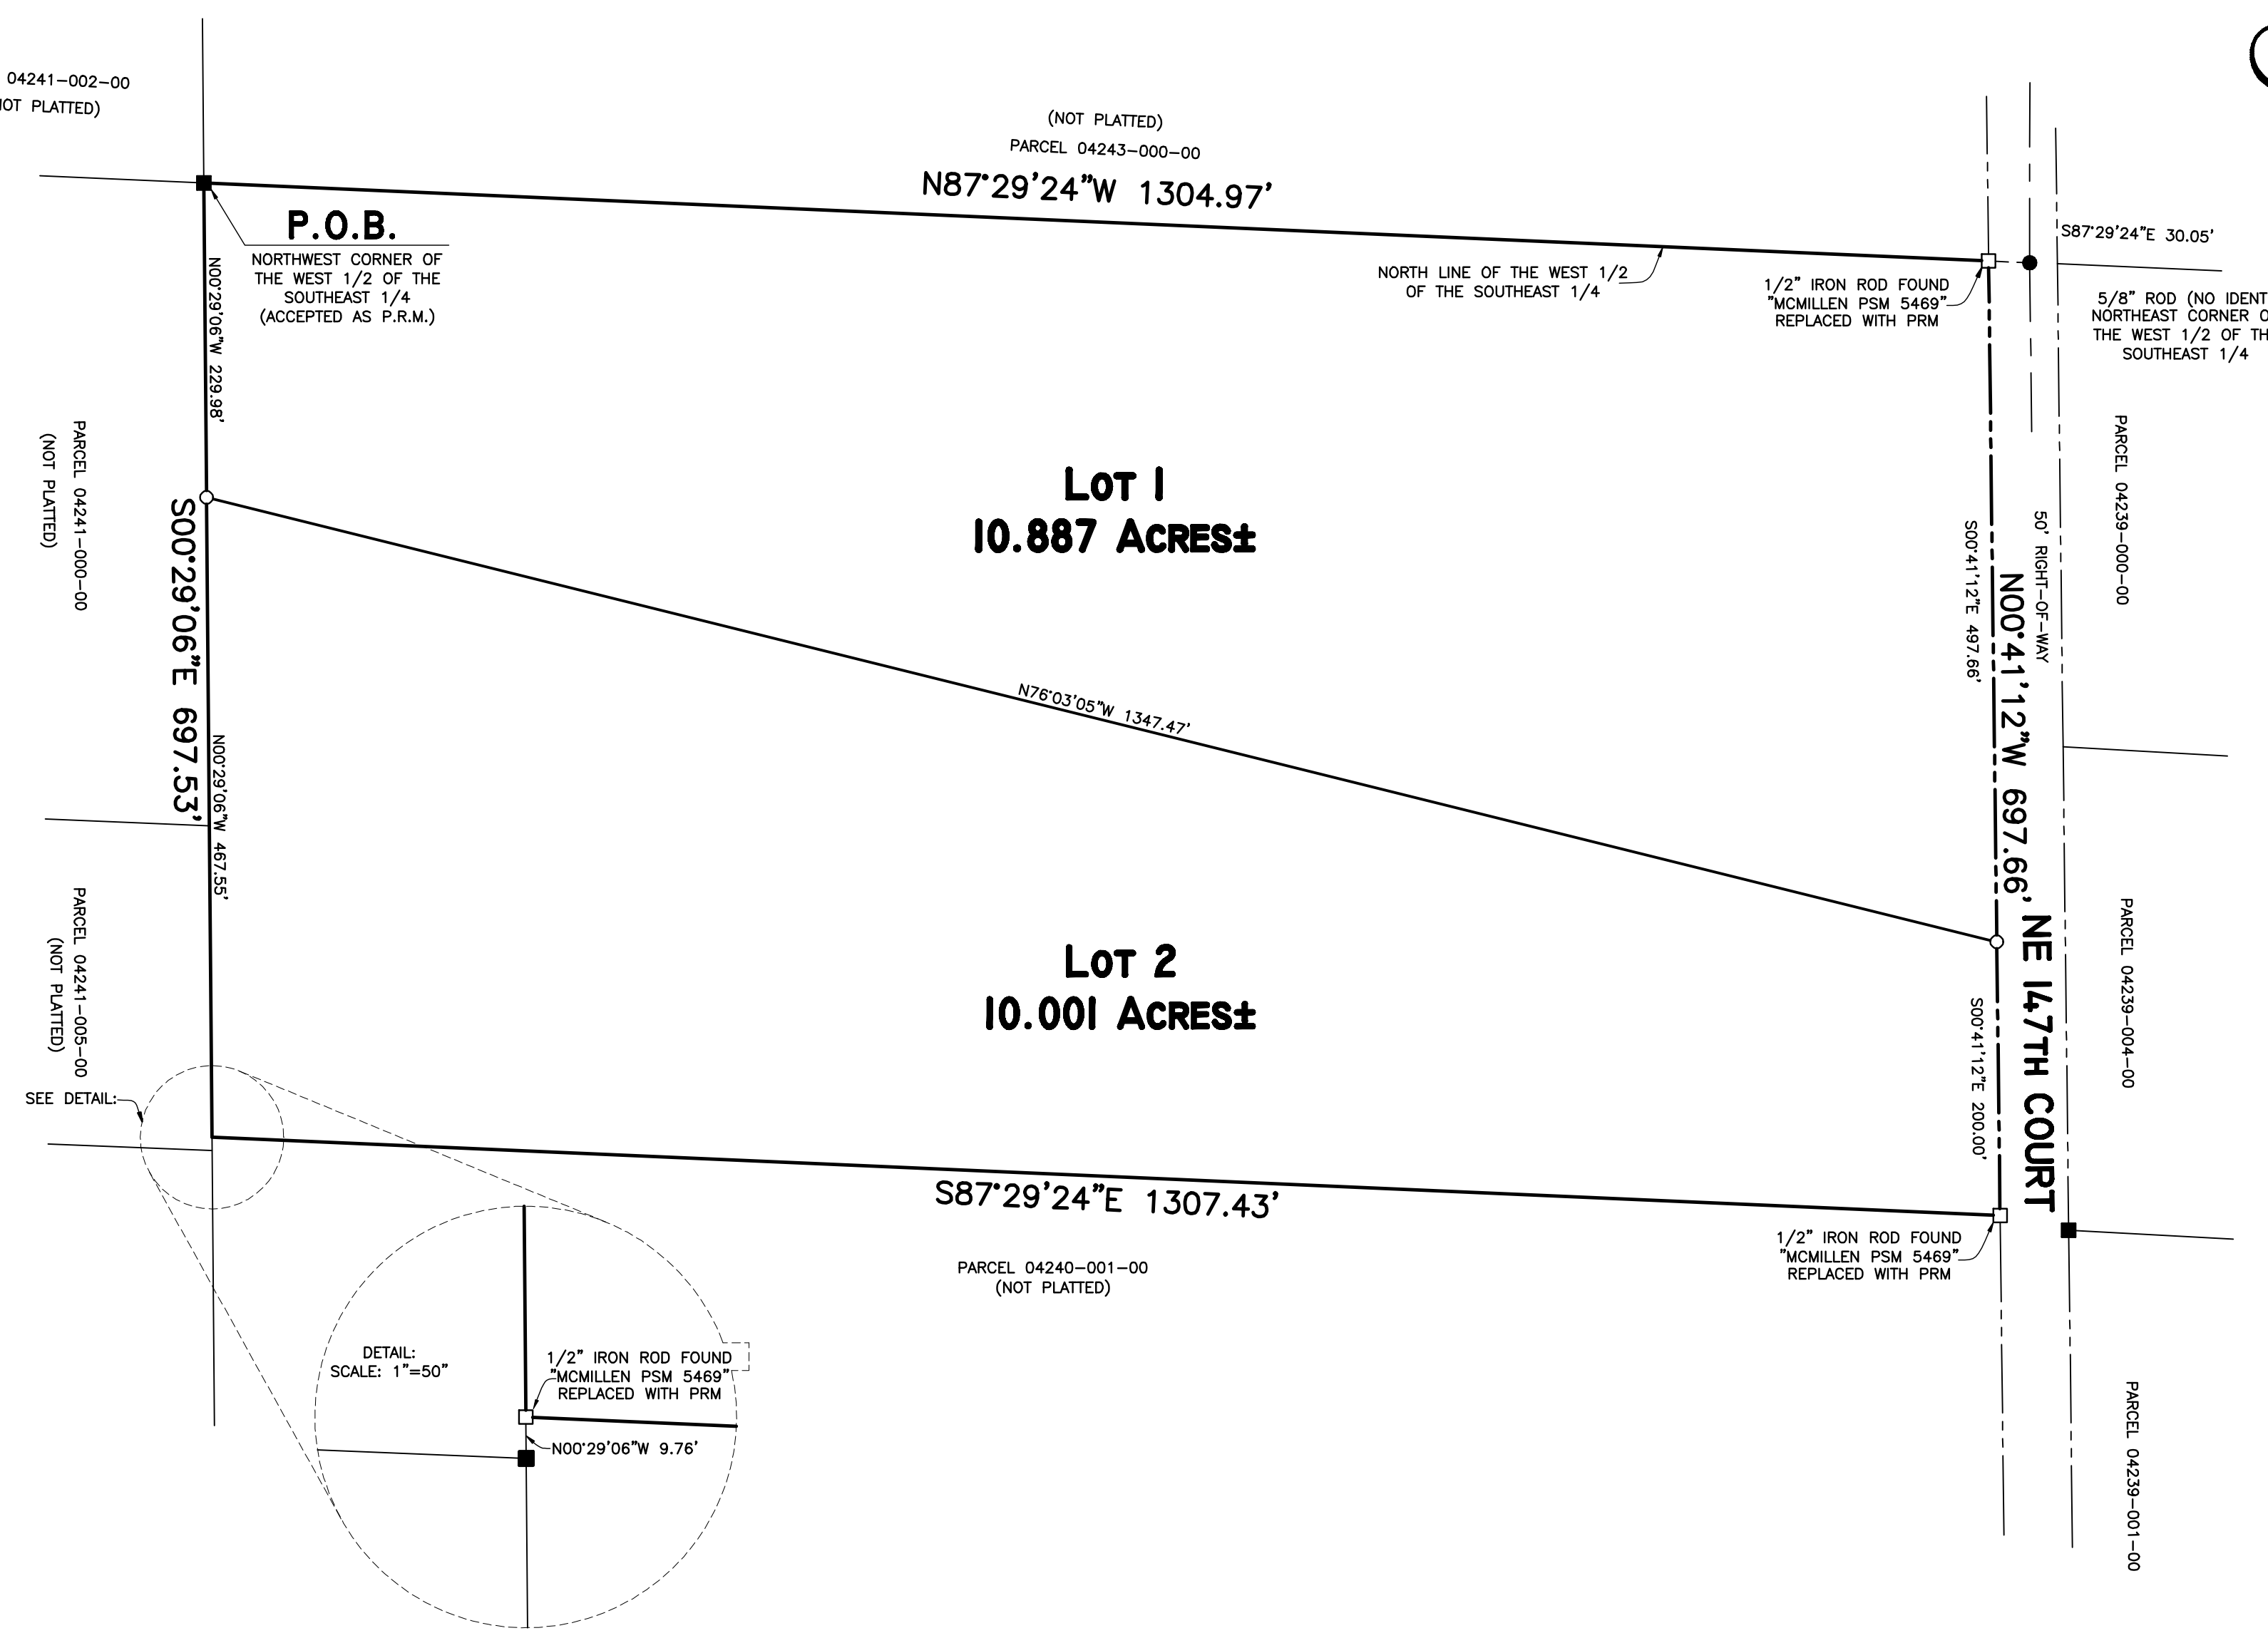 04241-002-00
PLATTED)
(NOT PLATTED)
PARCEL 04243-000-00
N87°29'24"W 1304.97'
S87°29'24"E 30.05'
P.O.B.
NORTHWEST CORNER OF
THE WEST 1/2 OF THE
SOUTHEAST 1/4
(ACCEPTED AS P.R.M.)
NORTH LINE OF THE WEST 1/2
OF THE SOUTHEAST 1/4
1/2" IRON ROD FOUND
"MCMILLEN PSM 5469"
REPLACED WITH PRM
5/8" ROD (NO IDENT
NORTHEAST CORNER
THE WEST 1/2 OF
SOUTHEAST 1/4
N00°29'06"W 229.98'
PARCEL 04241-000-00
(NOT PLATTED)
S00°29'06"E 697.53'
N00°29'06"W 467.55'
LOT 1
10.887 ACRES±
N76°03'05"W 1347.47'
S00°41'12"E 497.66'
N00°41'12"W 697.66'
50' RIGHT-OF-WAY
PARCEL 04239-000-00
LOT 2
10.001 ACRES±
S00°41'12"E 200.00'
NE 147TH COURT
PARCEL 04239-004-00
PARCEL 04241-005-00
(NOT PLATTED)
SEE DETAIL:
S87°29'24"E 1307.43'
PARCEL 04240-001-00
(NOT PLATTED)
1/2" IRON ROD FOUND
"MCMILLEN PSM 5469"
REPLACED WITH PRM
DETAIL:
SCALE: 1"=50"
1/2" IRON ROD FOUND
"MCMILLEN PSM 5469"
REPLACED WITH PRM
N00°29'06"W 9.76'
PARCEL 04239-001-00